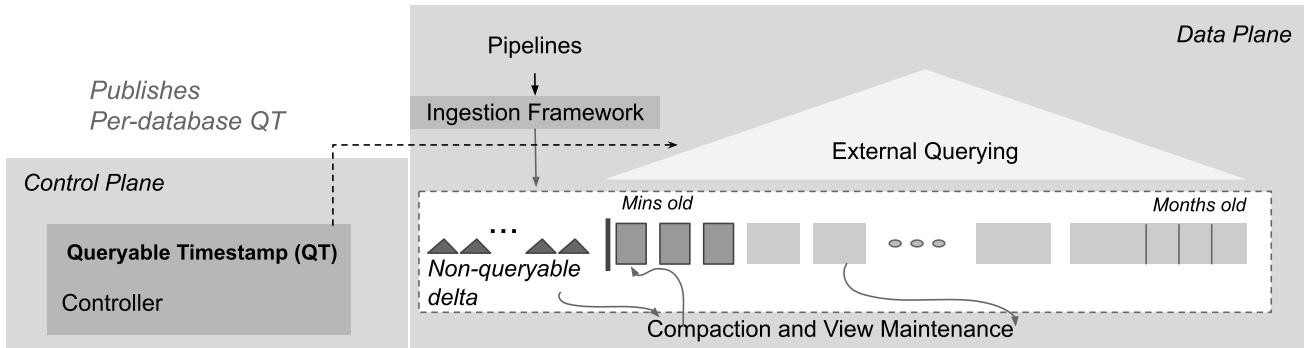 Data Plane
Pipelines
Publishes
Per-database QT
Ingestion Framework
External Querying
Control Plane
Mins old
Months old
...
Queryable Timestamp (QT)
Non-queryable
delta
Controller
Compaction and View Maintenance